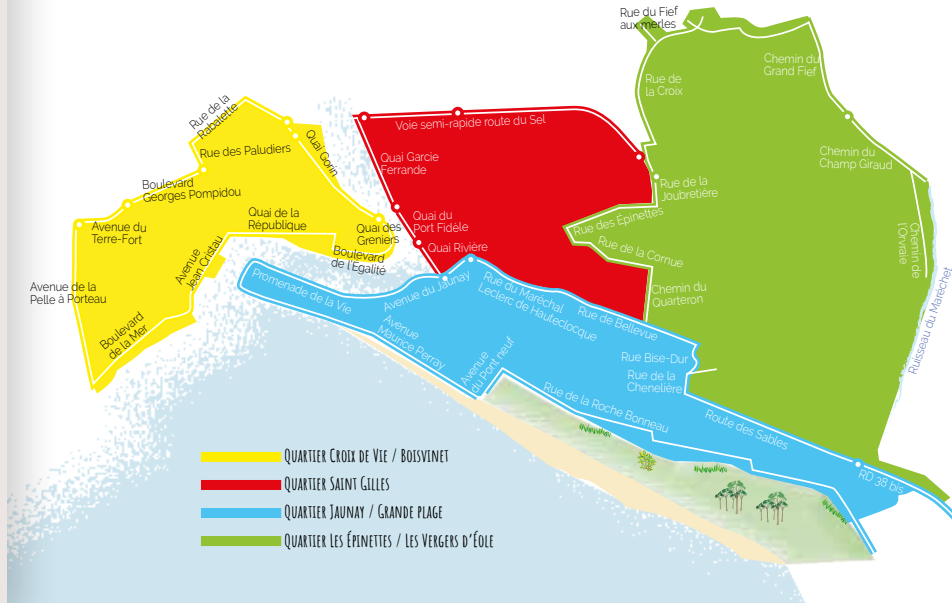 Rue du Fief
aux merles
Chemin du
Grand Fief
Rue de
la Croix
Rue de la
Rabalette
Voie semi-rapide route du Sel
Rue des Paludiers
Quai Gorin
Quai Garcie
Ferrande
Chemin du
Champ Giraud
Boulevard
Georges Pompidou
Rue de la
Joubretière
Quai de la
République
Quai du
Port Fidèle
Rue des Épinettes
Avenue du
Terre-Fort
Quai des
Greniers
Quai Rivière
Rue de la Cornue
Chemin de
l'Orvale
Avenue
Jean Cristau
Boulevard
de l'Egalité
Avenue de la
Pelle à Porteau
Promenade de la Vie
Avenue du Jaunay
Rue du Maréchal
Leclerc de Hauteclocque
Chemin du
Quarteron
Ruisseau du Maréchet
Boulevard
de la Mer
Avenue
Maurice Perray
Rue de Bellevue
Avenue
du Pont neuf
Rue Bise-Dur
Rue de la
Chenelière
Rue de la Roche Bonneau
Route des Sables
RD 38 bis
Quartier Croix de Vie / Boisvinet
Quartier Saint Gilles
Quartier Jaunay / Grande plage
Quartier Les Épinettes / Les Vergers d'Éole